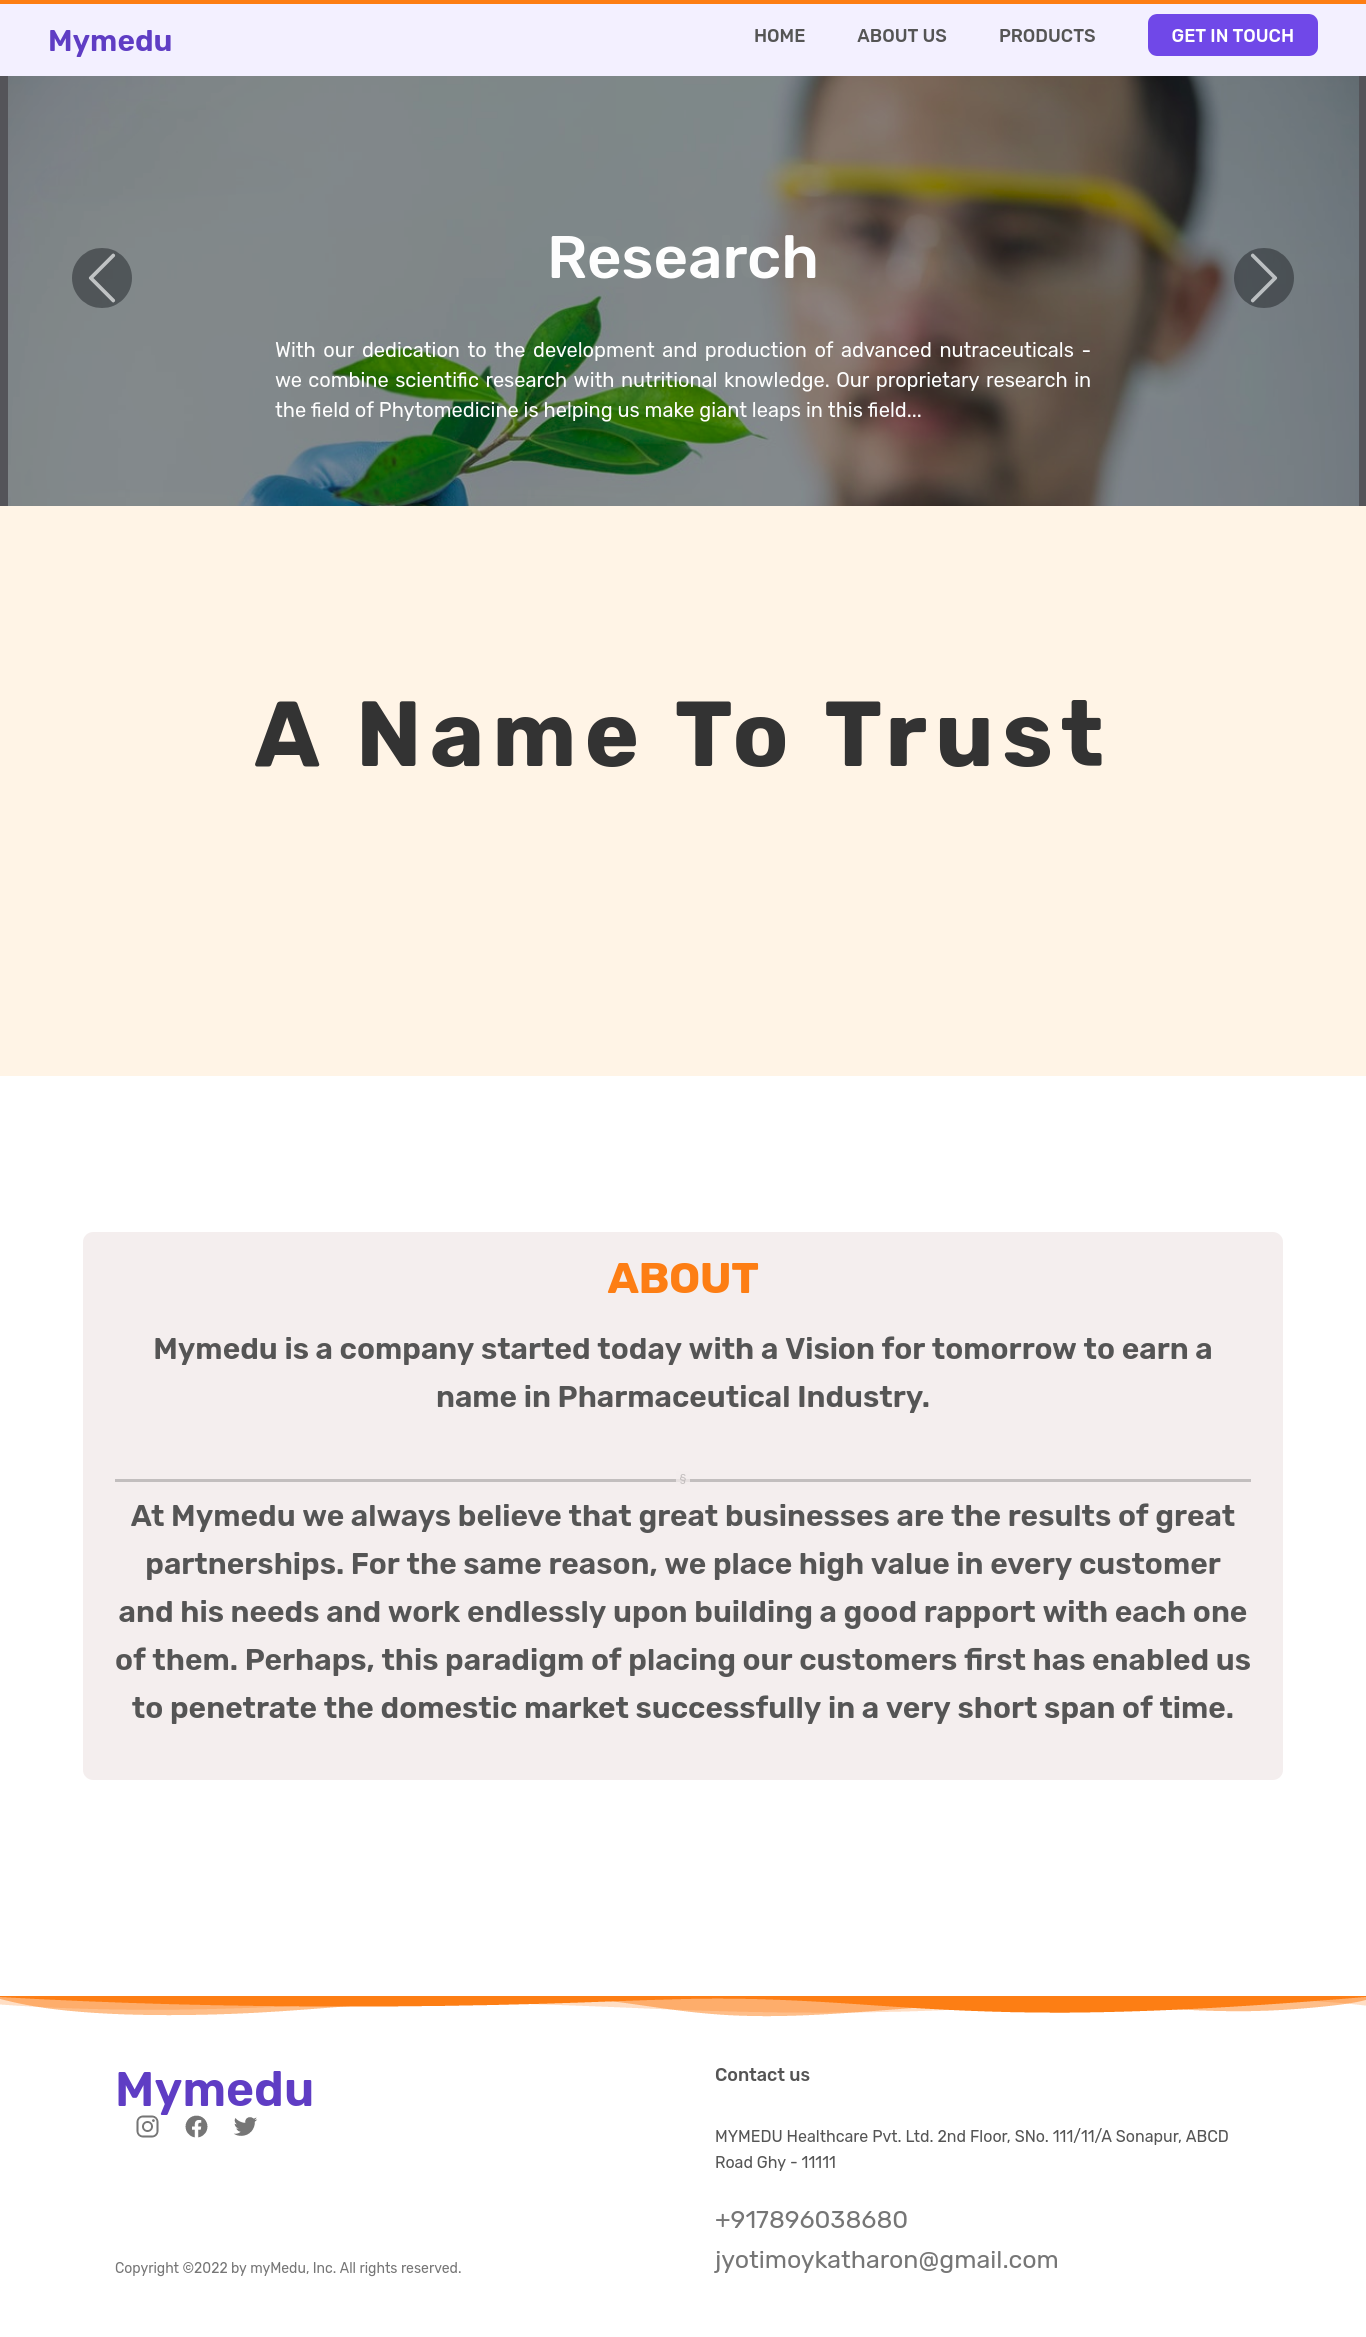 Mymedu
HOME
ABOUT US
PRODUCTS
GET IN TOUCH
Research
With our dedication to the development and production of advanced nutraceuticals -
we combine scientific research with nutritional knowledge. Our proprietary research in
the field of Phytomedicine is helping us make giant leaps in this field...
A Name To Trust
ABOUT
Mymedu is a company started today with a Vision for tomorrow to earn a
name in Pharmaceutical Industry.
§
At Mymedu we always believe that great businesses are the results of great
partnerships. For the same reason, we place high value in every customer
and his needs and work endlessly upon building a good rapport with each one
of them. Perhaps, this paradigm of placing our customers first has enabled us
to penetrate the domestic market successfully in a very short span of time.
Mymedu
Copyright ©2022 by myMedu, Inc. All rights reserved.
Contact us
MYMEDU Healthcare Pvt. Ltd. 2nd Floor, SNo. 111/11/A Sonapur, ABCD
Road Ghy - 11111
+917896038680
jyotimoykatharon@gmail.com